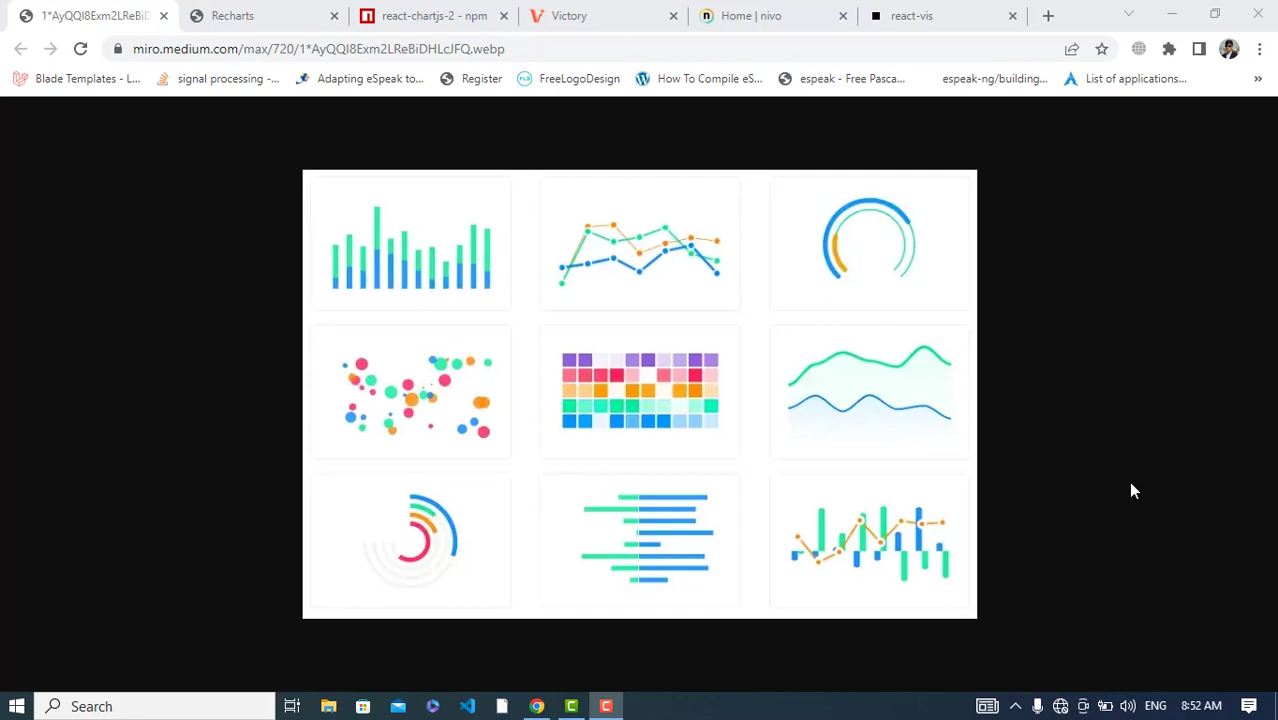 1*AyQQI8Exm2LReBiD
Recharts
react-chartjs-2 - npm
Victory
Home | nivo
react-vis
miro.medium.com/max/720/1*AyQQI8Exm2LReBiDHLcJFQ.webp
Blade Templates - L...
signal processing -...
Adapting eSpeak to...
Register
FLD
FreeLogoDesign
How To Compile eS...
espeak - Free Pasca...
espeak-ng/building...
List of applications...
Search
ENG
8:52 AM